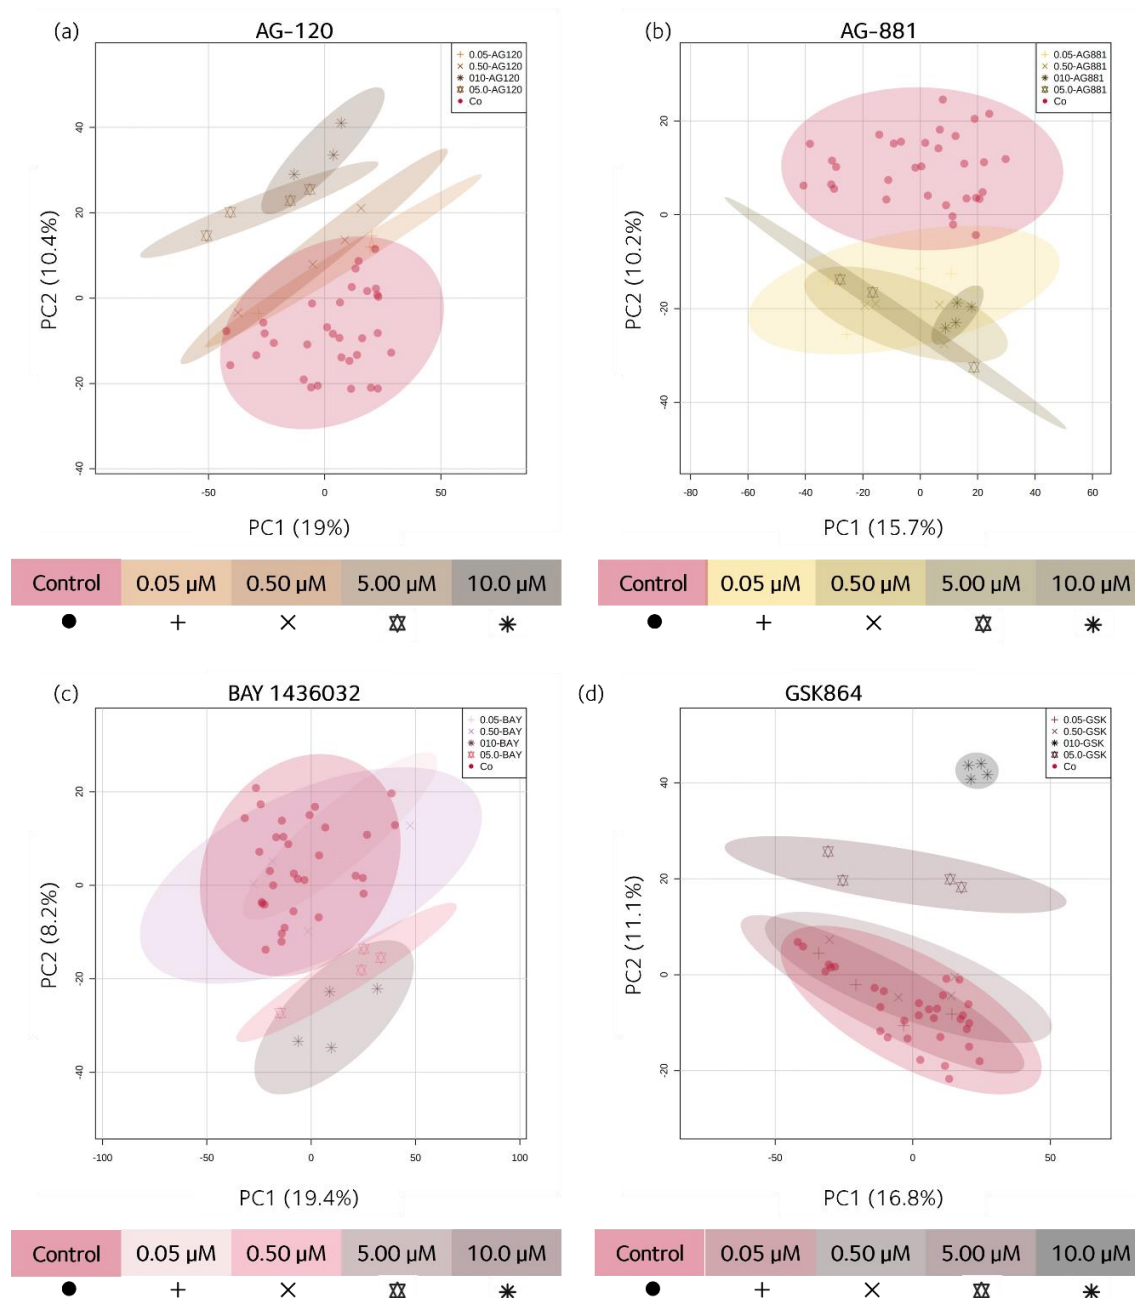 (a)
AG-120
0.05-AG120
0.50-AG120
010-AG120
05.0-AG120
Co
40
20
0
-20
-40
PC2 (10.4%)
-50
0
50
PC1 (19%)
Control
0.05 µM
0.50 µM
5.00 µM
10.0 µM
(b)
AG-881
0.05-AG881
0.50-AG881
010-AG881
05.0-AG881
Co
20
0
-20
-40
PC2 (10.2%)
-80
-60
-40
-20
0
20
40
60
PC1 (15.7%)
Control
0.05 µM
0.50 µM
5.00 µM
10.0 µM
(c)
BAY 1436032
0.05-BAY
0.50-BAY
010-BAY
05.0-BAY
Co
20
0
-20
-40
PC2 (8.2%)
-100
-50
0
50
100
PC1 (19.4%)
Control
0.05 µM
0.50 µM
5.00 µM
10.0 µM
(d)
GSK864
0.05-GSK
0.50-GSK
010-GSK
05.0-GSK
Co
40
20
0
-20
PC2 (11.1%)
-50
0
50
PC1 (16.8%)
Control
0.05 µM
0.50 µM
5.00 µM
10.0 µM